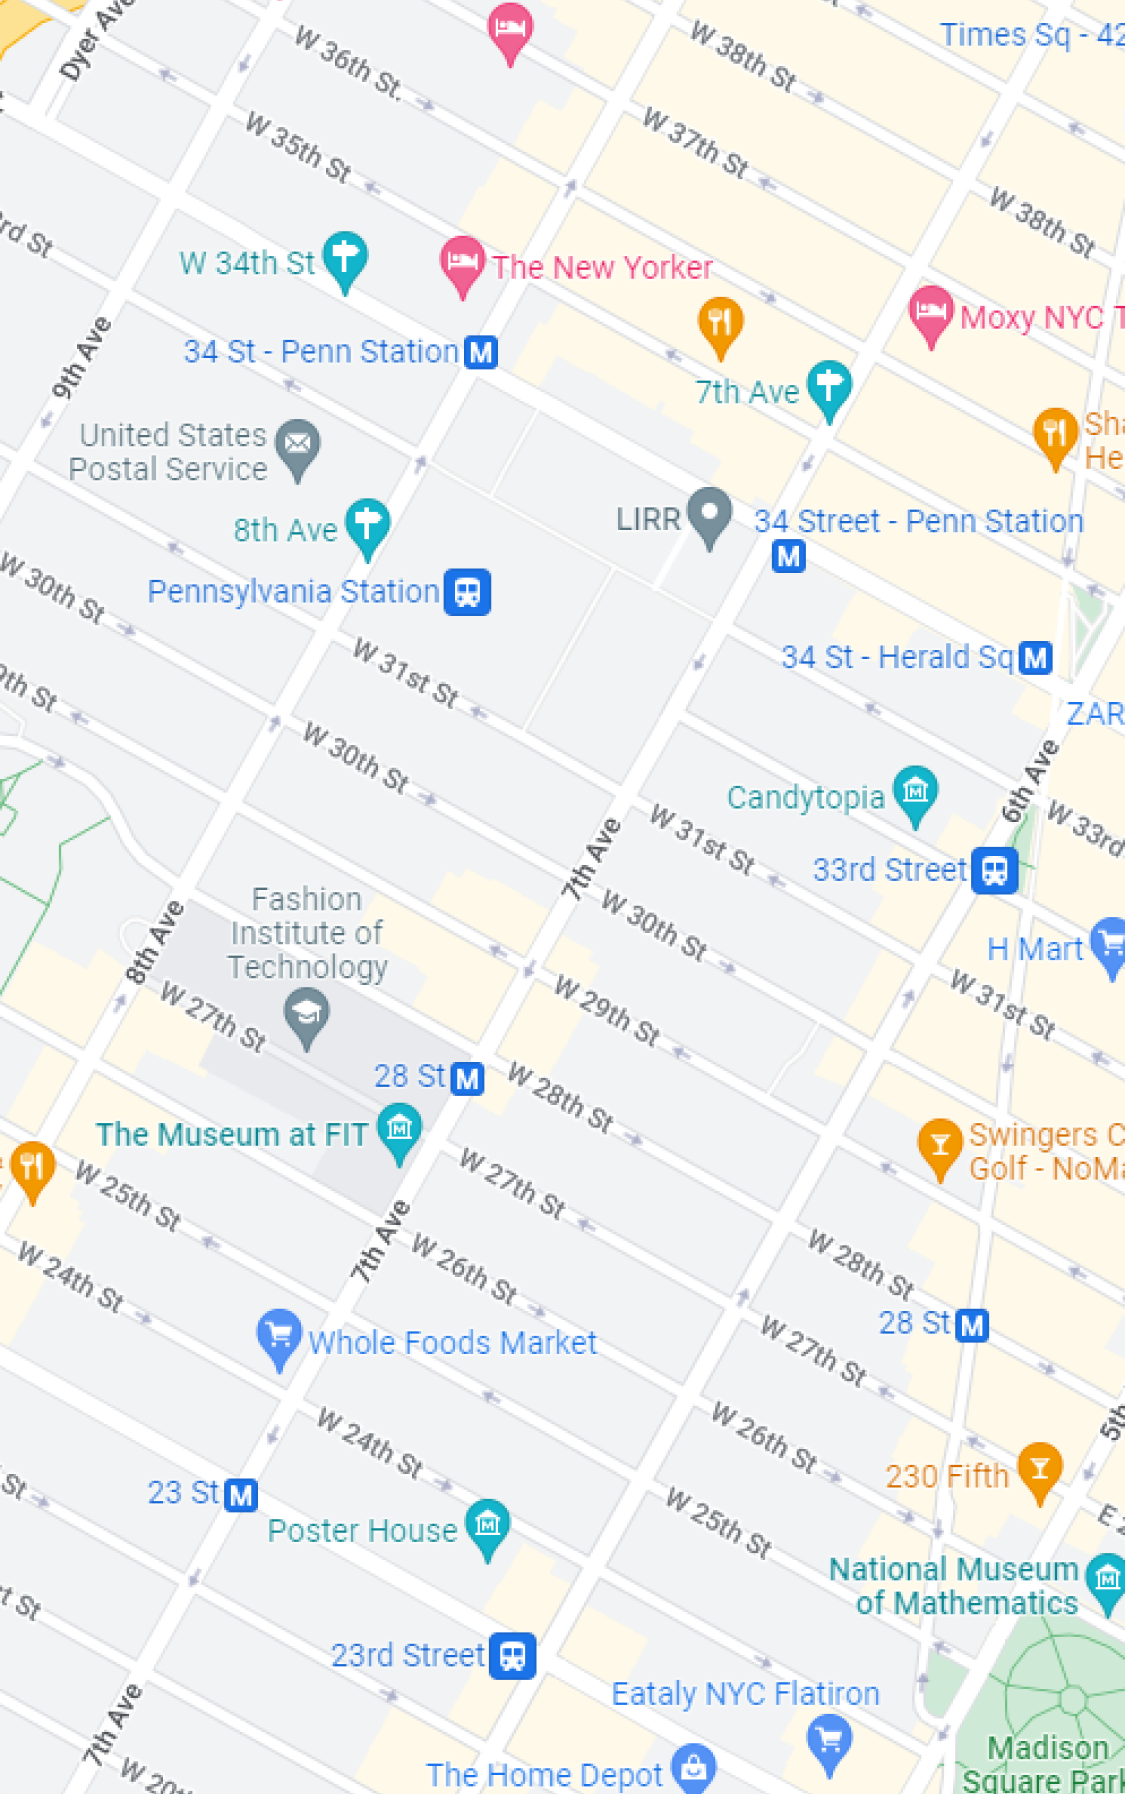 Dyer Ave
W 36th St.
W 38th St
Times Sq - 42
W 35th St
W 37th St
W 38th St
rd St
W 34th St
The New Yorker
Moxy NYC T
9th Ave
34 St - Penn Station
7th Ave
Sha
He
United States
Postal Service
8th Ave
LIRR
34 Street - Penn Station
Pennsylvania Station
W 30th St
W 31st St
34 St - Herald Sq
ZAR
9th St
W 30th St
6th Ave
Candytopia
W 31st St
W 33rd
7th Ave
33rd Street
Fashion
Institute of
Technology
8th Ave
W 30th St
H Mart
W 27th St
W 29th St
W 31st St
28 St
W 28th St
The Museum at FIT
Swingers C
Golf - NoMa
W 25th St
W 27th St
7th Ave
W 26th St
W 28th St
W 24th St
28 St
Whole Foods Market
W 27th St
W 24th St
W 26th St
5th
230 Fifth
St
23 St
W 25th St
E 2
Poster House
National Museum
of Mathematics
t St
23rd Street
Eataly NYC Flatiron
7th Ave
W 20th
The Home Depot
Madison
Square Park